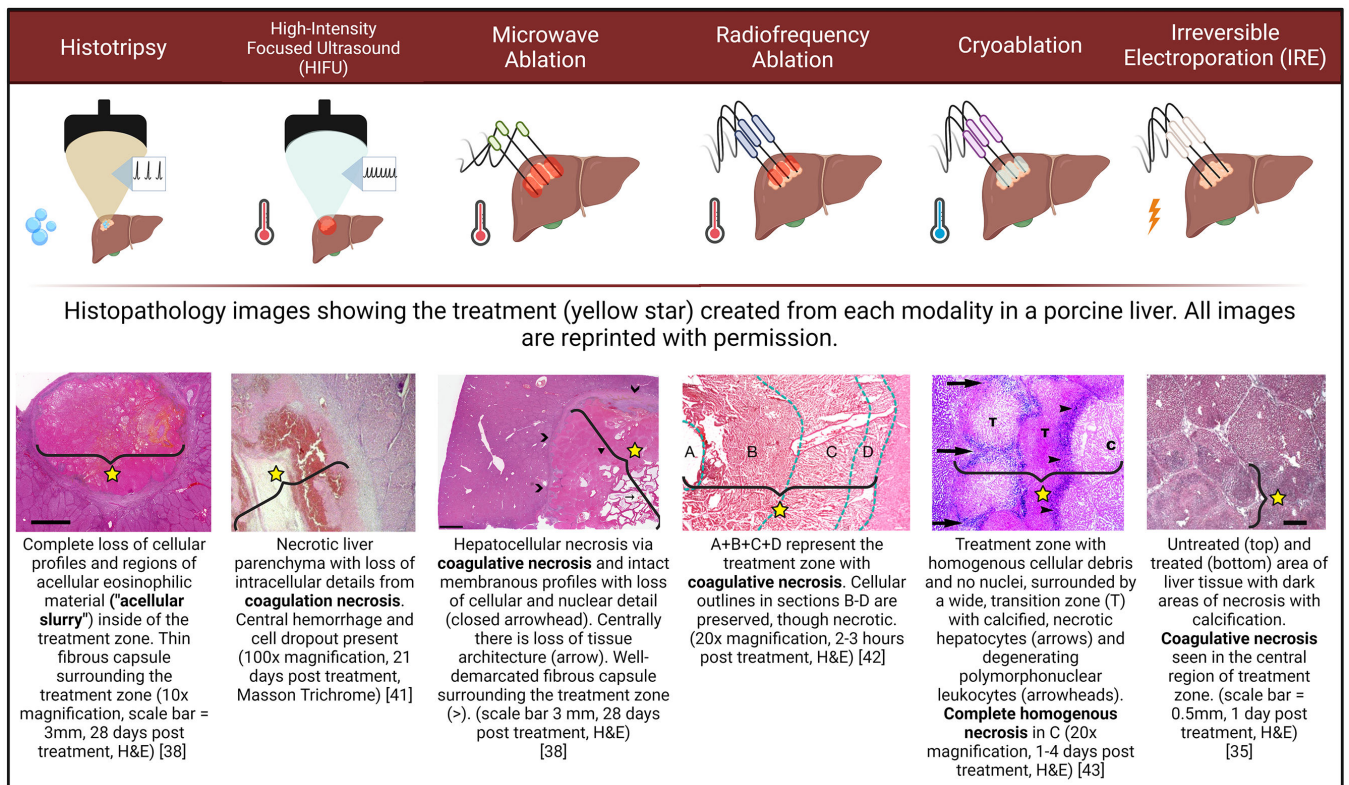 Histotripsy
High-Intensity
Focused Ultrasound
(HIFU)
Microwave
Ablation
Radiofrequency
Ablation
Cryoablation
Irreversible
Electroporation (IRE)
Histopathology images showing the treatment (yellow star) created from each modality in a porcine liver. All images
are reprinted with permission.
A
B
C
D
T
T
C
Complete loss of cellular
profiles and regions of
acellular eosinophilic
material ("acellular
slurry") inside of the
treatment zone. Thin
fibrous capsule
surrounding the
treatment zone (10x
magnification, scale bar =
3mm, 28 days post
treatment, H&E) [38]
Necrotic liver
parenchyma with loss of
intracellular details from
coagulation necrosis.
Central hemorrhage and
cell dropout present
(100x magnification, 21
days post treatment,
Masson Trichrome) [41]
Hepatocellular necrosis via
coagulative necrosis and intact
membranous profiles with loss
of cellular and nuclear detail
(closed arrowhead). Centrally
there is loss of tissue
architecture (arrow). Well-
demarcated fibrous capsule
surrounding the treatment zone
(>). (scale bar 3 mm, 28 days
post treatment, H&E)
[38]
A+B+C+D represent the
treatment zone with
coagulative necrosis. Cellular
outlines in sections B-D are
preserved, though necrotic.
(20x magnification, 2-3 hours
post treatment, H&E) [42]
Treatment zone with
homogenous cellular debris
and no nuclei, surrounded by
a wide, transition zone (T)
with calcified, necrotic
hepatocytes (arrows) and
degenerating
polymorphonuclear
leukocytes (arrowheads).
Complete homogenous
necrosis in C (20x
magnification, 1-4 days post
treatment, H&E) [43]
Untreated (top) and
treated (bottom) area of
liver tissue with dark
areas of necrosis with
calcification.
Coagulative necrosis
seen in the central
region of treatment
zone. (scale bar =
0.5mm, 1 day post
treatment, H&E)
[35]